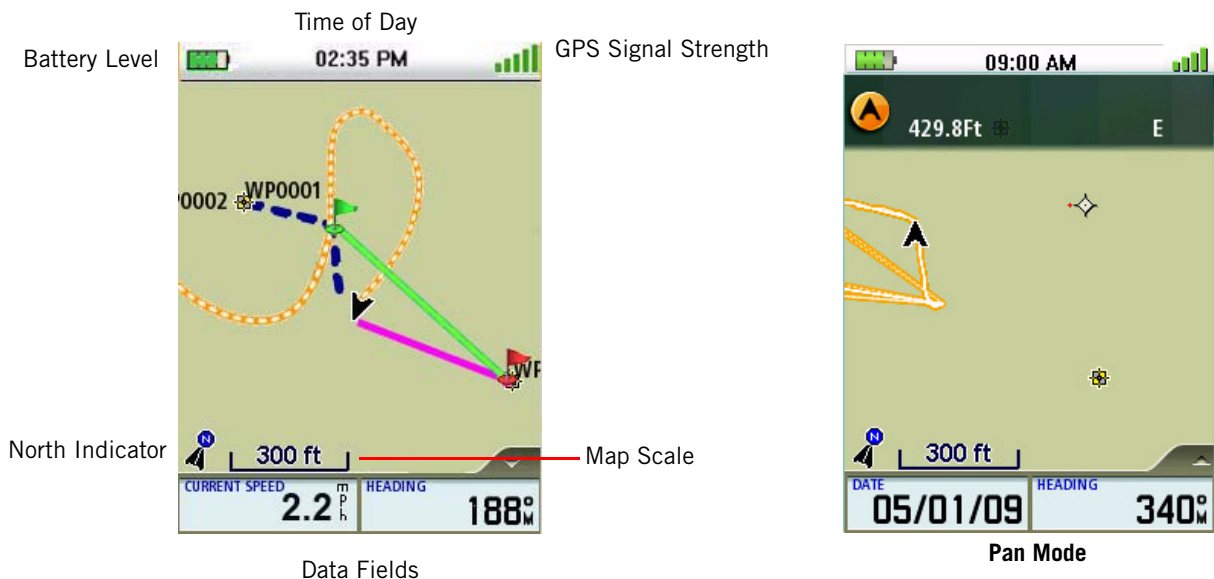 Time of Day
Battery Level
GPS Signal Strength
02:35 PM
0002
WP0001
WP
North Indicator
300 ft
Map Scale
CURRENT SPEED
2.2 mph
HEADING
188°M
Data Fields
09:00 AM
429.8Ft
E
N
300 ft
DATE
05/01/09
HEADING
340°M
Pan Mode
N